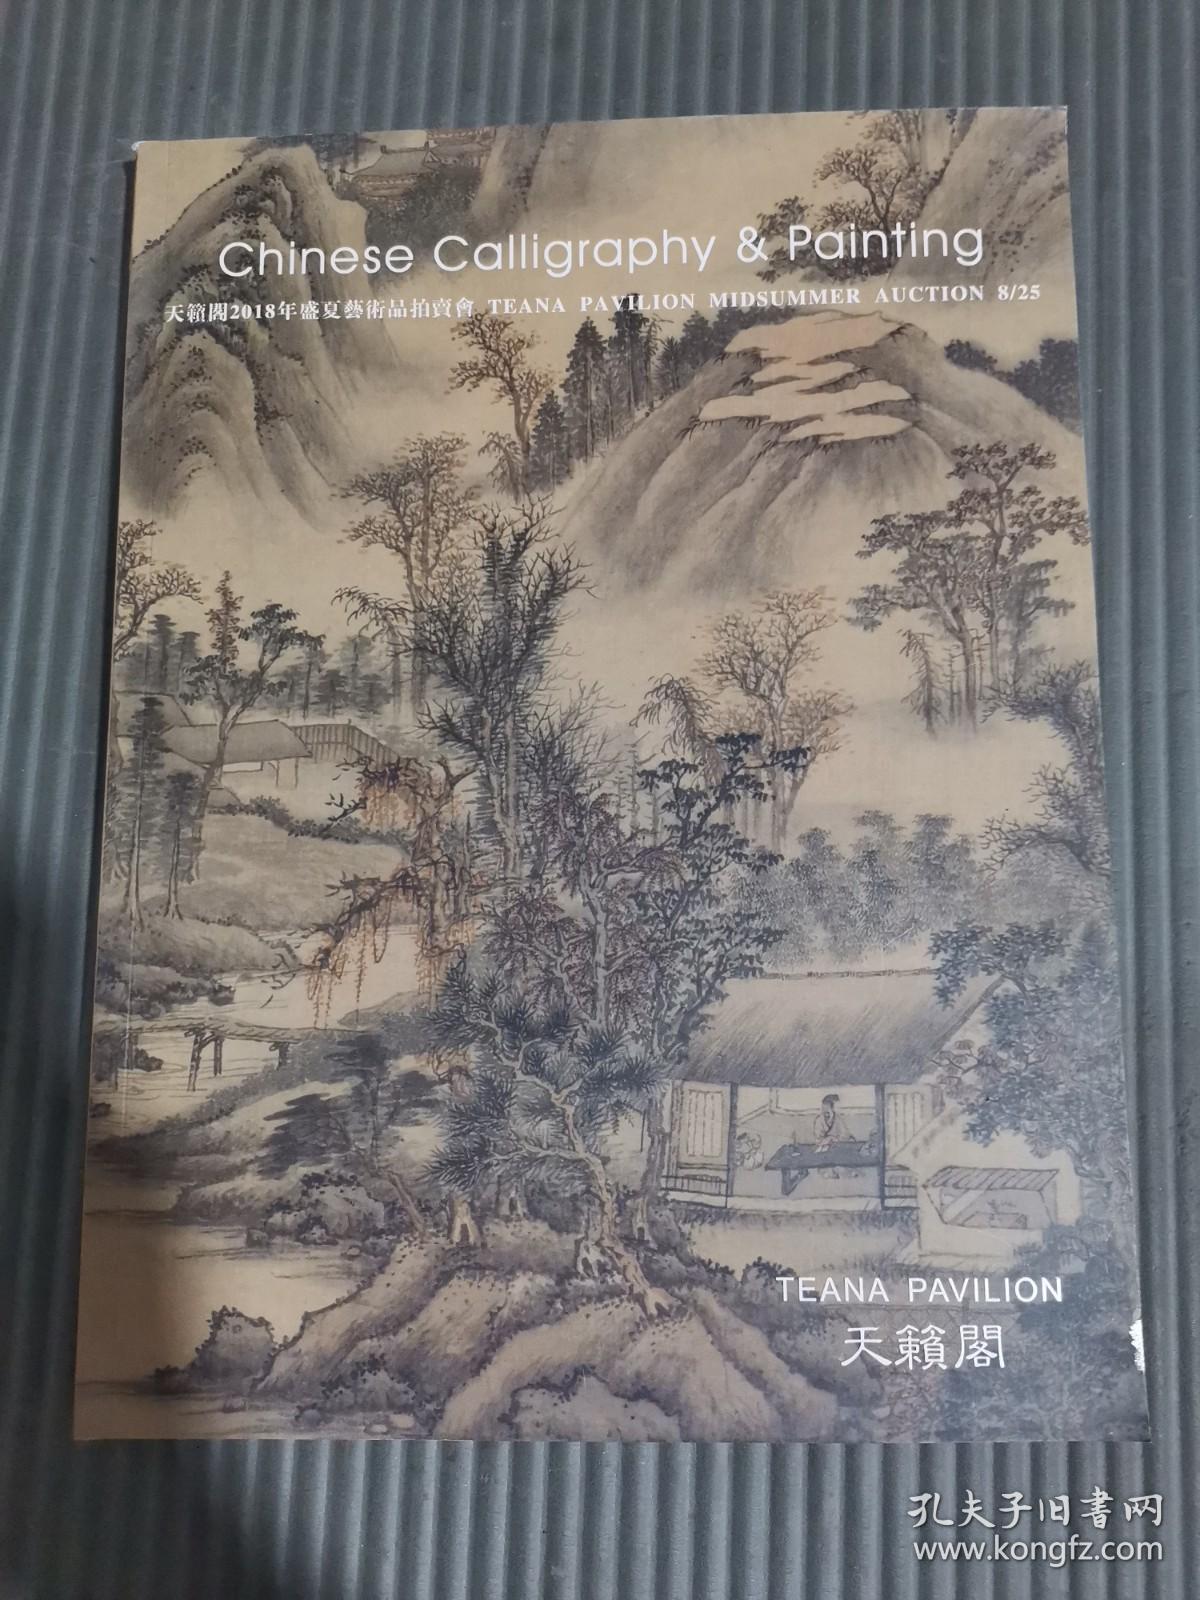 Chinese Calligraphy & Painting
天籟閣2018年盛夏藝術品拍賣會 TEANA PAVILION MIDSUMMER AUCTION 8/25
TEANA PAVILION
天籟閣
孔夫子旧书网
www.kongfz.com